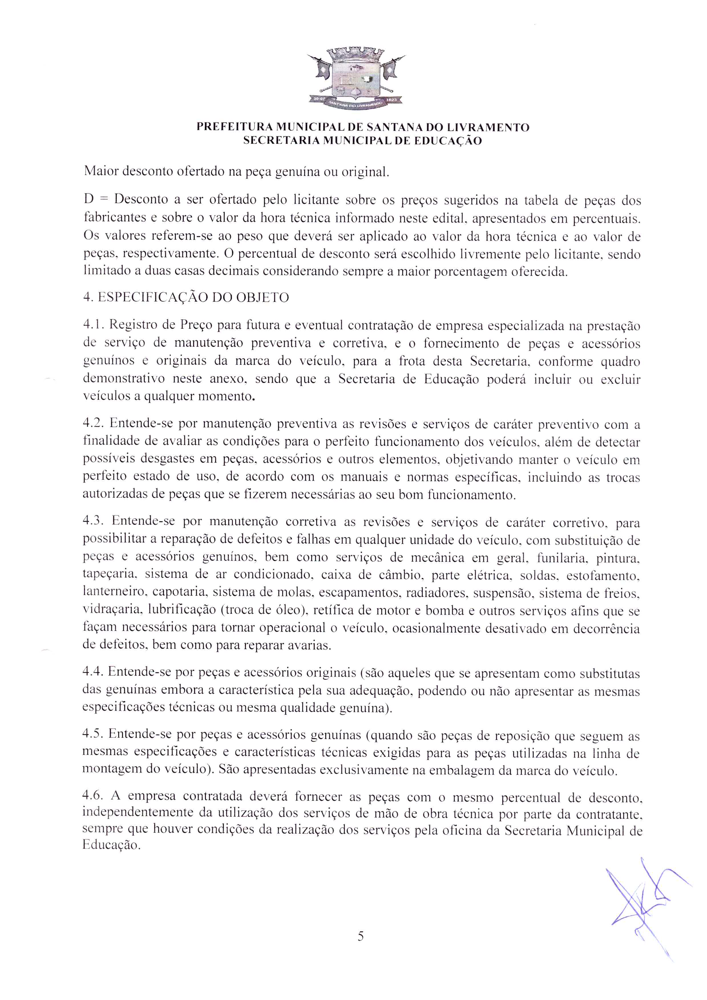 30-07 SANT'ANA DO LIVRAMENTO 1823
PREFEITURA MUNICIPAL DE SANTANA DO LIVRAMENTO
SECRETARIA MUNICIPAL DE EDUCAÇÃO
Maior desconto ofertado na peça genuína ou original.
D = Desconto a ser ofertado pelo licitante sobre os preços sugeridos na tabela de peças dos
fabricantes e sobre o valor da hora técnica informado neste edital, apresentados em percentuais.
Os valores referem-se ao peso que deverá ser aplicado ao valor da hora técnica e ao valor de
peças, respectivamente. O percentual de desconto será escolhido livremente pelo licitante, sendo
limitado a duas casas decimais considerando sempre a maior porcentagem oferecida.
4. ESPECIFICAÇÃO DO OBJETO
4.1. Registro de Preço para futura e eventual contratação de empresa especializada na prestação
de serviço de manutenção preventiva e corretiva, e o fornecimento de peças e acessórios
genuínos e originais da marca do veículo, para a frota desta Secretaria, conforme quadro
demonstrativo neste anexo, sendo que a Secretaria de Educação poderá incluir ou excluir
veículos a qualquer momento.
4.2. Entende-se por manutenção preventiva as revisões e serviços de caráter preventivo com a
finalidade de avaliar as condições para o perfeito funcionamento dos veículos, além de detectar
possíveis desgastes em peças, acessórios e outros elementos, objetivando manter o veículo em
perfeito estado de uso, de acordo com os manuais e normas específicas, incluindo as trocas
autorizadas de peças que se fizerem necessárias ao seu bom funcionamento.
4.3. Entende-se por manutenção corretiva as revisões e serviços de caráter corretivo, para
possibilitar a reparação de defeitos e falhas em qualquer unidade do veículo, com substituição de
peças e acessórios genuínos, bem como serviços de mecânica em geral, funilaria, pintura,
tapeçaria, sistema de ar condicionado, caixa de câmbio, parte elétrica, soldas, estofamento,
lanterneiro, capotaria, sistema de molas, escapamentos, radiadores, suspensão, sistema de freios,
vidraçaria, lubrificação (troca de óleo), retífica de motor e bomba e outros serviços afins que se
façam necessários para tornar operacional o veículo, ocasionalmente desativado em decorrência
de defeitos, bem como para reparar avarias.
4.4. Entende-se por peças e acessórios originais (são aqueles que se apresentam como substitutas
das genuínas embora a característica pela sua adequação, podendo ou não apresentar as mesmas
especificações técnicas ou mesma qualidade genuína).
4.5. Entende-se por peças e acessórios genuínas (quando são peças de reposição que seguem as
mesmas especificações e características técnicas exigidas para as peças utilizadas na linha de
montagem do veículo). São apresentadas exclusivamente na embalagem da marca do veículo.
4.6. A empresa contratada deverá fornecer as peças com o mesmo percentual de desconto,
independentemente da utilização dos serviços de mão de obra técnica por parte da contratante,
sempre que houver condições da realização dos serviços pela oficina da Secretaria Municipal de
Educação.
5